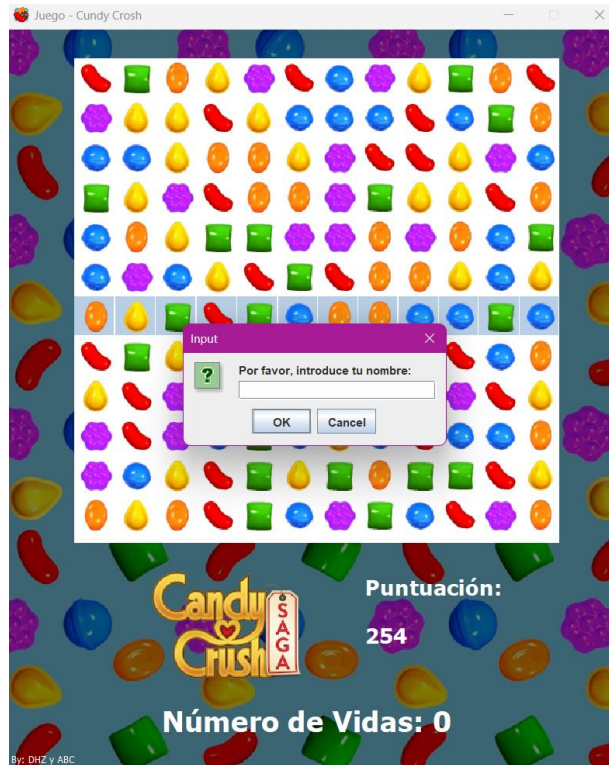 Juego - Cundy Crosh
Input
Por favor, introduce tu nombre:
OK
Cancel
Candy
Crush
SAGA
Puntuación:
254
Número de Vidas: 0
By: DHZ y ABC